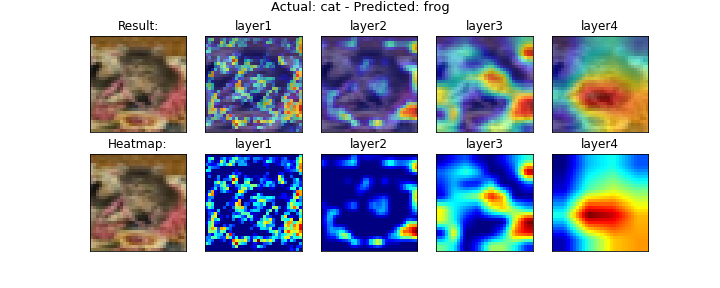 Actual: cat - Predicted: frog
Result: layer1 layer2 layer3 layer4
Heatmap: layer1 layer2 layer3 layer4